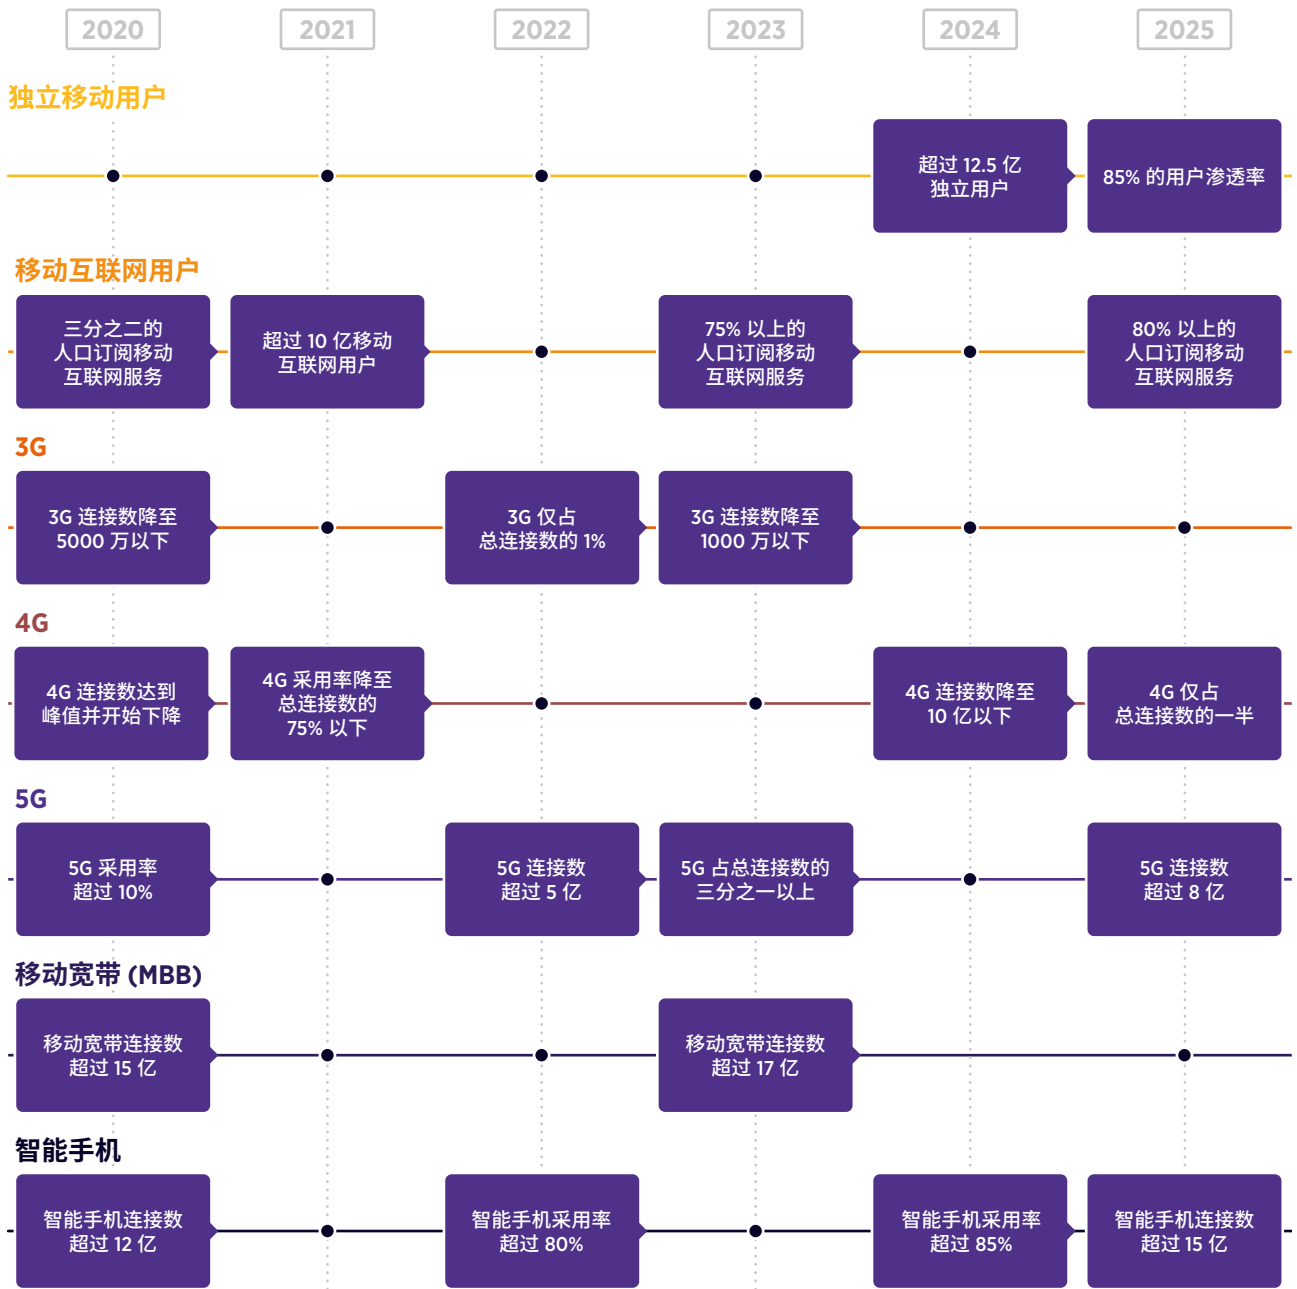 2020
2021
2022
2023
2024
2025
独立移动用户
超过 12.5 亿
独立用户
85% 的用户渗透率
移动互联网用户
三分之二的
人口订阅移动
互联网服务
超过 10 亿移动
互联网用户
75% 以上的
人口订阅移动
互联网服务
80% 以上的
人口订阅移动
互联网服务
3G
3G 连接数降至
5000 万以下
3G 仅占
总连接数的 1%
3G 连接数降至
1000 万以下
4G
4G 连接数达到
峰值并开始下降
4G 采用率降至
总连接数的
75% 以下
4G 连接数降至
10 亿以下
4G 仅占
总连接数的一半
5G
5G 采用率
超过 10%
5G 连接数
超过 5 亿
5G 占总连接数的
三分之一以上
5G 连接数
超过 8 亿
移动宽带 (MBB)
移动宽带连接数
超过 15 亿
移动宽带连接数
超过 17 亿
智能手机
智能手机连接数
超过 12 亿
智能手机采用率
超过 80%
智能手机采用率
超过 85%
智能手机连接数
超过 15 亿